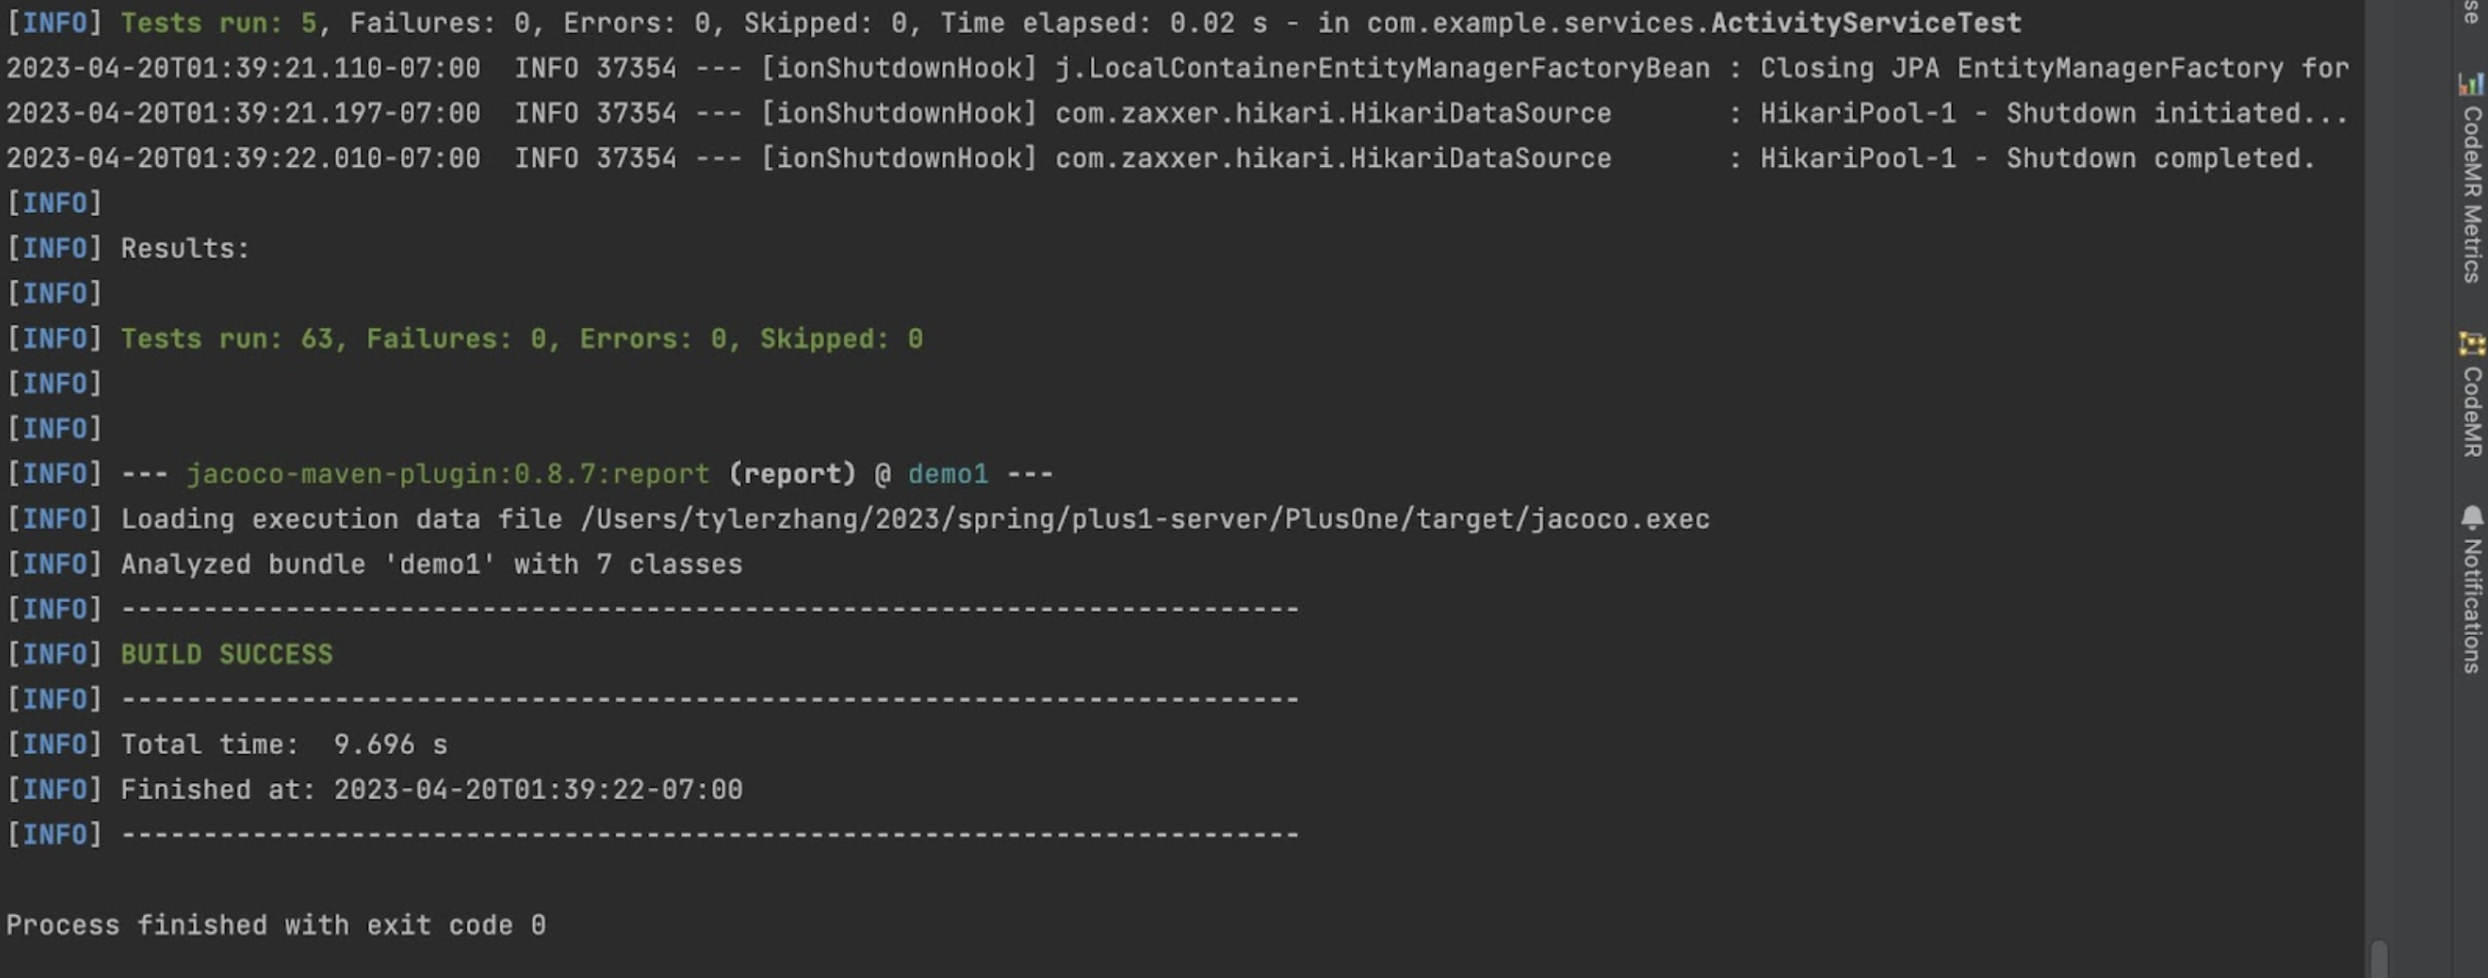 [INFO] Tests run: 5, Failures: 0, Errors: 0, Skipped: 0, Time elapsed: 0.02 s - in com.example.services.ActivityServiceTest
2023-04-20T01:39:21.110-07:00  INFO 37354 --- [ionShutdownHook] j.LocalContainerEntityManagerFactoryBean : Closing JPA EntityManagerFactory for
2023-04-20T01:39:21.197-07:00  INFO 37354 --- [ionShutdownHook] com.zaxxer.hikari.HikariDataSource       : HikariPool-1 - Shutdown initiated...
2023-04-20T01:39:22.010-07:00  INFO 37354 --- [ionShutdownHook] com.zaxxer.hikari.HikariDataSource       : HikariPool-1 - Shutdown completed.
[INFO]
[INFO] Results:
[INFO]
[INFO] Tests run: 63, Failures: 0, Errors: 0, Skipped: 0
[INFO]
[INFO]
[INFO] --- jacoco-maven-plugin:0.8.7:report (report) @ demo1 ---
[INFO] Loading execution data file /Users/tylerzhang/2023/spring/plus1-server/PlusOne/target/jacoco.exec
[INFO] Analyzed bundle 'demo1' with 7 classes
[INFO] ------------------------------------------------------------------------
[INFO] BUILD SUCCESS
[INFO] ------------------------------------------------------------------------
[INFO] Total time:  9.696 s
[INFO] Finished at: 2023-04-20T01:39:22-07:00
[INFO] ------------------------------------------------------------------------
Process finished with exit code 0
se
CodeMR Metrics
CodeMR
Notifications